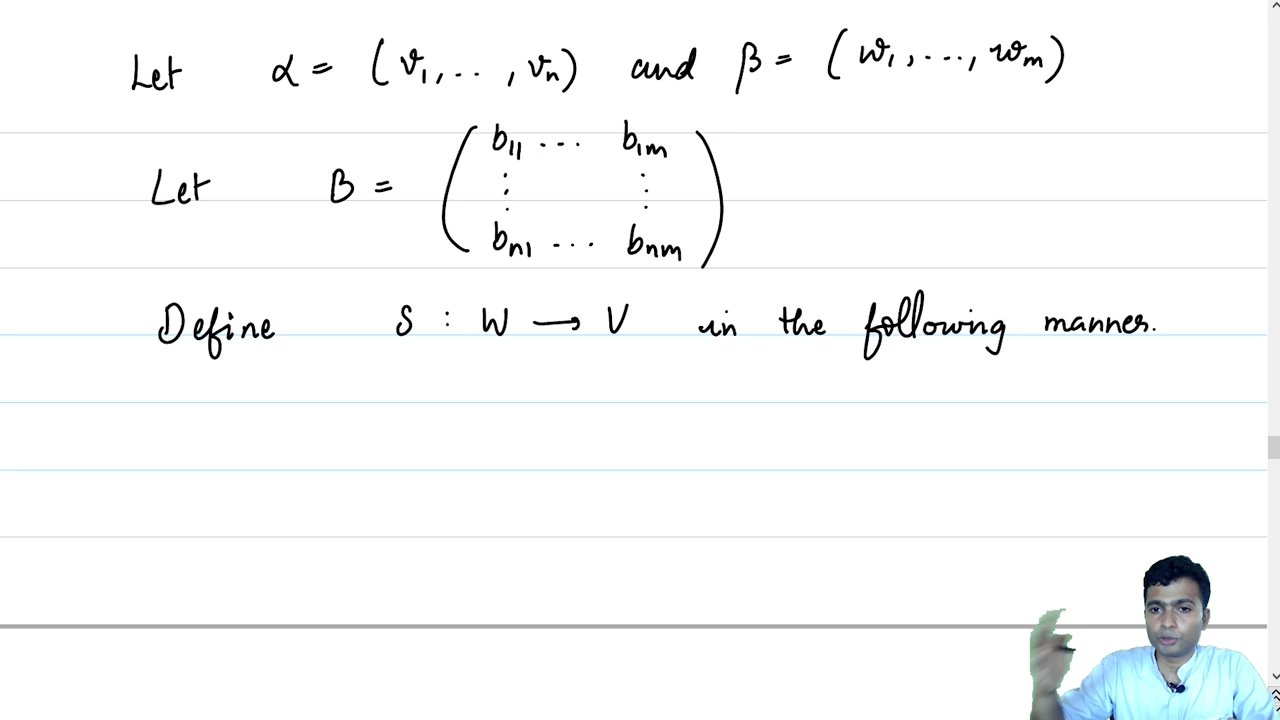 Let α = (v₁, .. , vₙ) and β = (w₁, ..., wₘ)
Let B = ( b₁₁ ... b₁ₘ
⋮ ⋮
bₙ₁ ... bₙₘ )
Define S : W → V in the following manner.